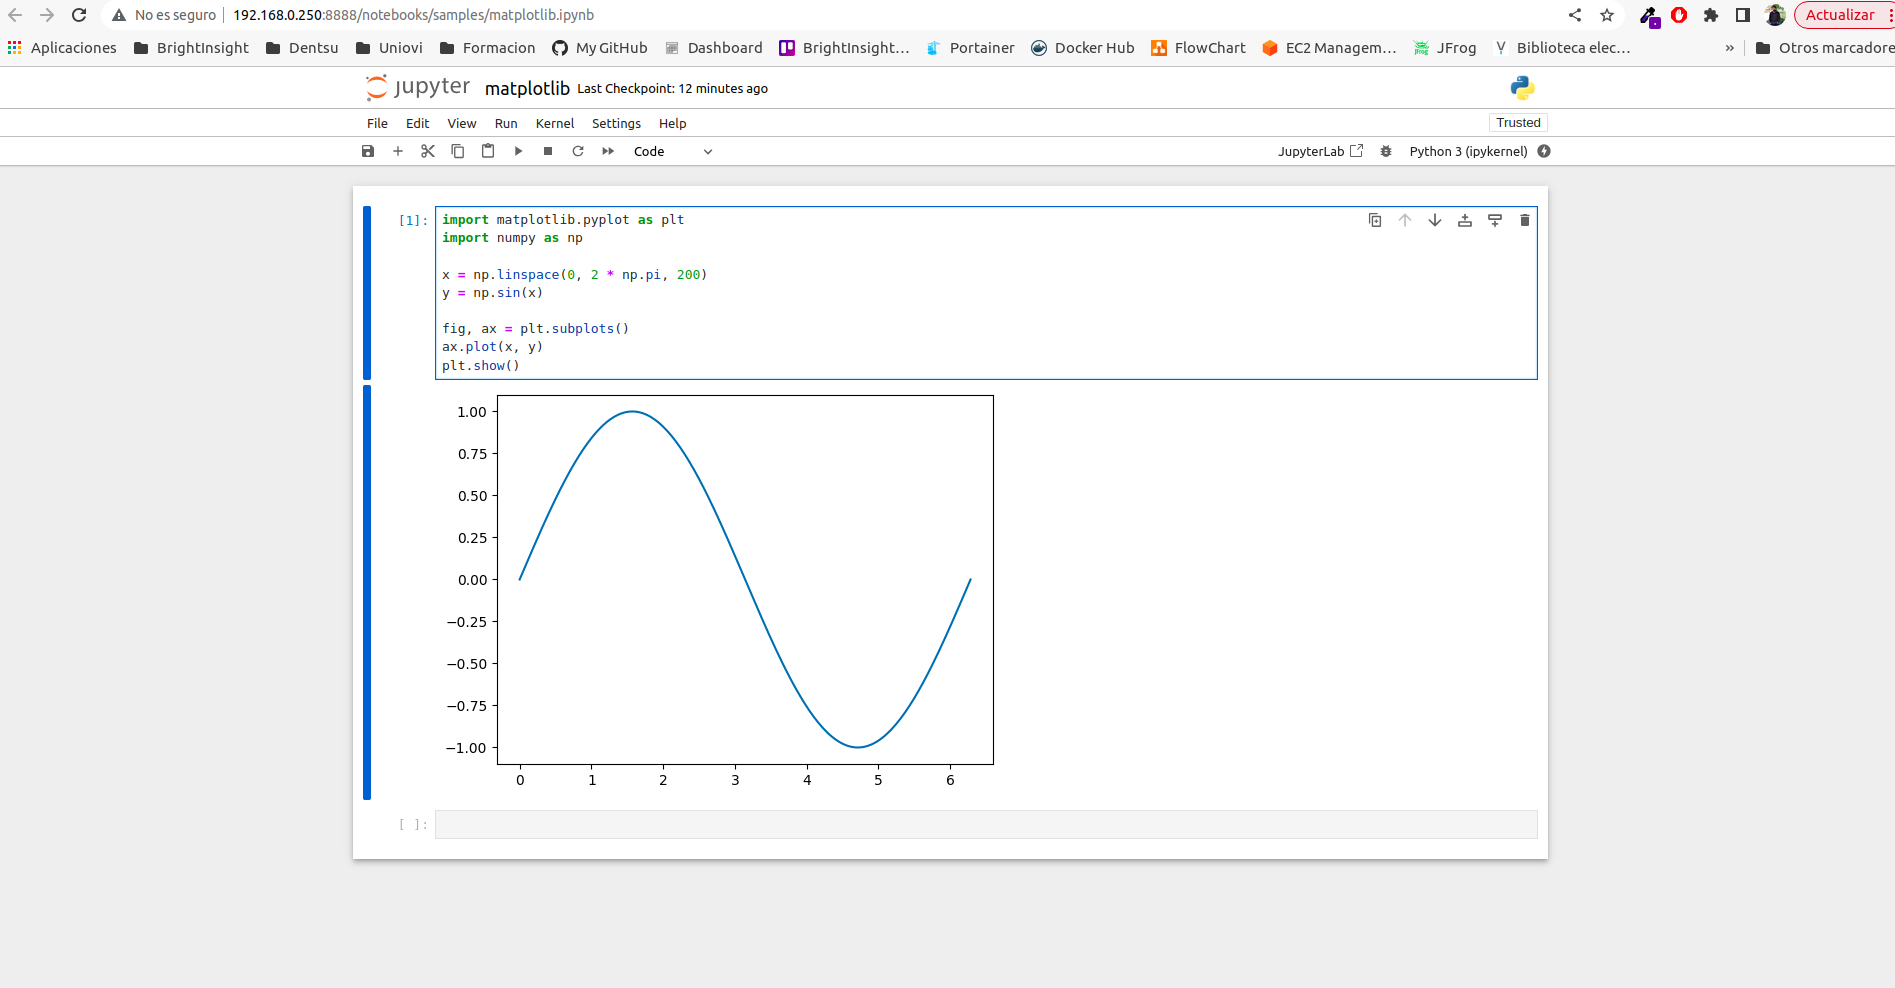 No es seguro 192.168.0.250:8888/notebooks/samples/matplotlib.ipynb Actualizar
Aplicaciones BrightInsight Dentsu Uniovi Formacion My GitHub Dashboard BrightInsight… Portainer Docker Hub FlowChart EC2 Managem… JFrog Biblioteca elec… » Otros marcadore
jupyter matplotlib Last Checkpoint: 12 minutes ago
File Edit View Run Kernel Settings Help Trusted
Code JupyterLab Python 3 (ipykernel)
[1]: import matplotlib.pyplot as plt
import numpy as np
x = np.linspace(0, 2 * np.pi, 200)
y = np.sin(x)
fig, ax = plt.subplots()
ax.plot(x, y)
plt.show()
1.00
0.75
0.50
0.25
0.00
−0.25
−0.50
−0.75
−1.00
0 1 2 3 4 5 6
[ ]: